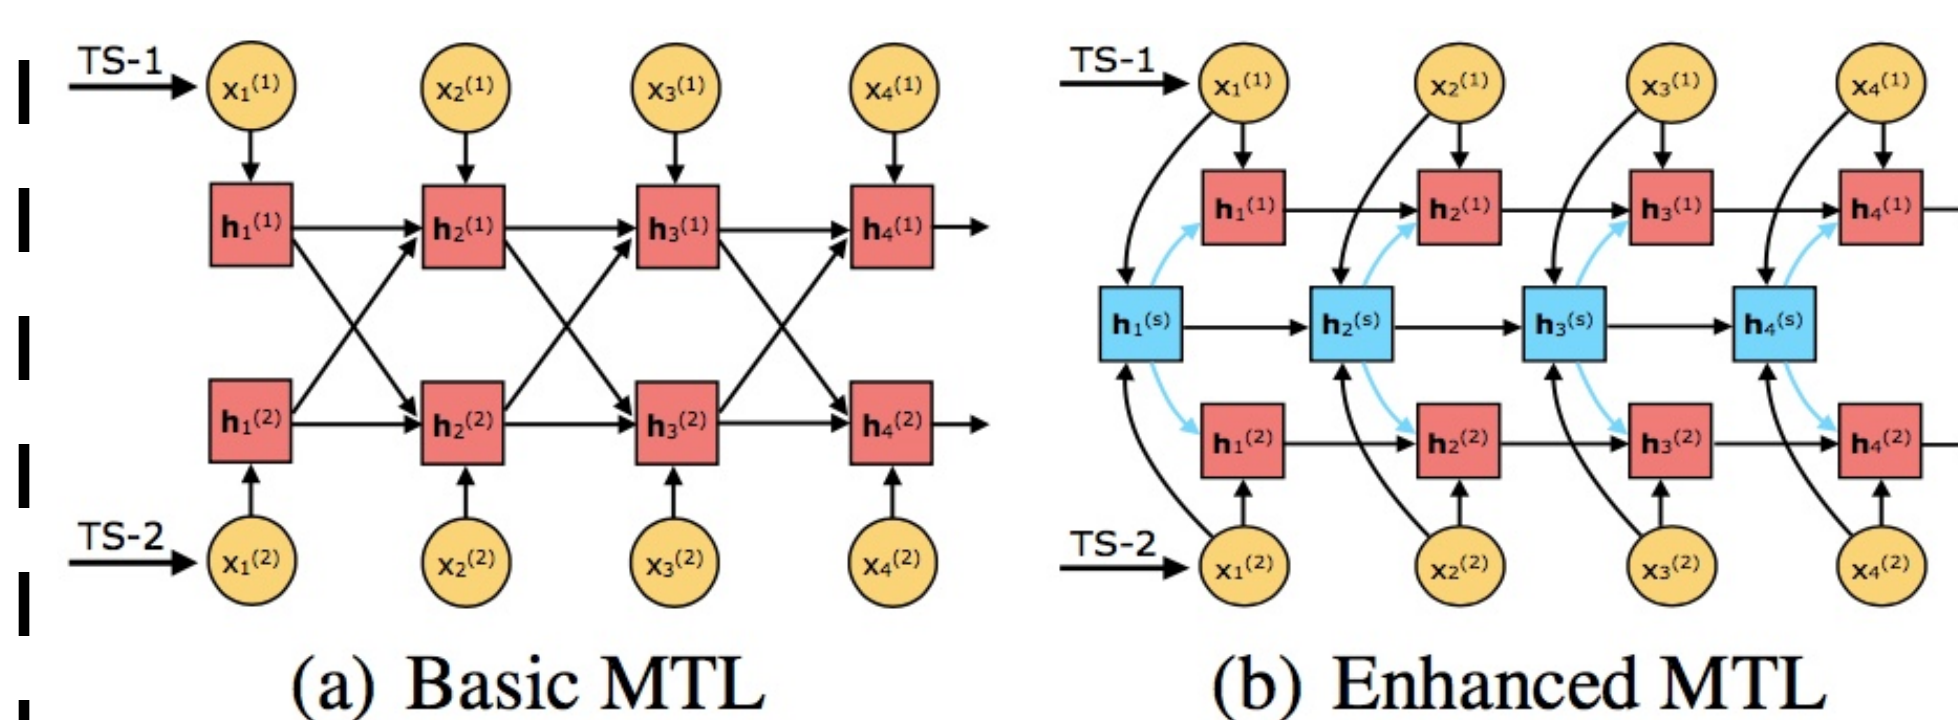 TS-1 x₁⁽¹⁾ x₂⁽¹⁾ x₃⁽¹⁾ x₄⁽¹⁾
h₁⁽¹⁾ h₂⁽¹⁾ h₃⁽¹⁾ h₄⁽¹⁾
h₁⁽²⁾ h₂⁽²⁾ h₃⁽²⁾ h₄⁽²⁾
TS-2 x₁⁽²⁾ x₂⁽²⁾ x₃⁽²⁾ x₄⁽²⁾
(a) Basic MTL
TS-1 x₁⁽¹⁾ x₂⁽¹⁾ x₃⁽¹⁾ x₄⁽¹⁾
h₁⁽¹⁾ h₂⁽¹⁾ h₃⁽¹⁾ h₄⁽¹⁾
h₁⁽ˢ⁾ h₂⁽ˢ⁾ h₃⁽ˢ⁾ h₄⁽ˢ⁾
h₁⁽²⁾ h₂⁽²⁾ h₃⁽²⁾ h₄⁽²⁾
TS-2 x₁⁽²⁾ x₂⁽²⁾ x₃⁽²⁾ x₄⁽²⁾
(b) Enhanced MTL